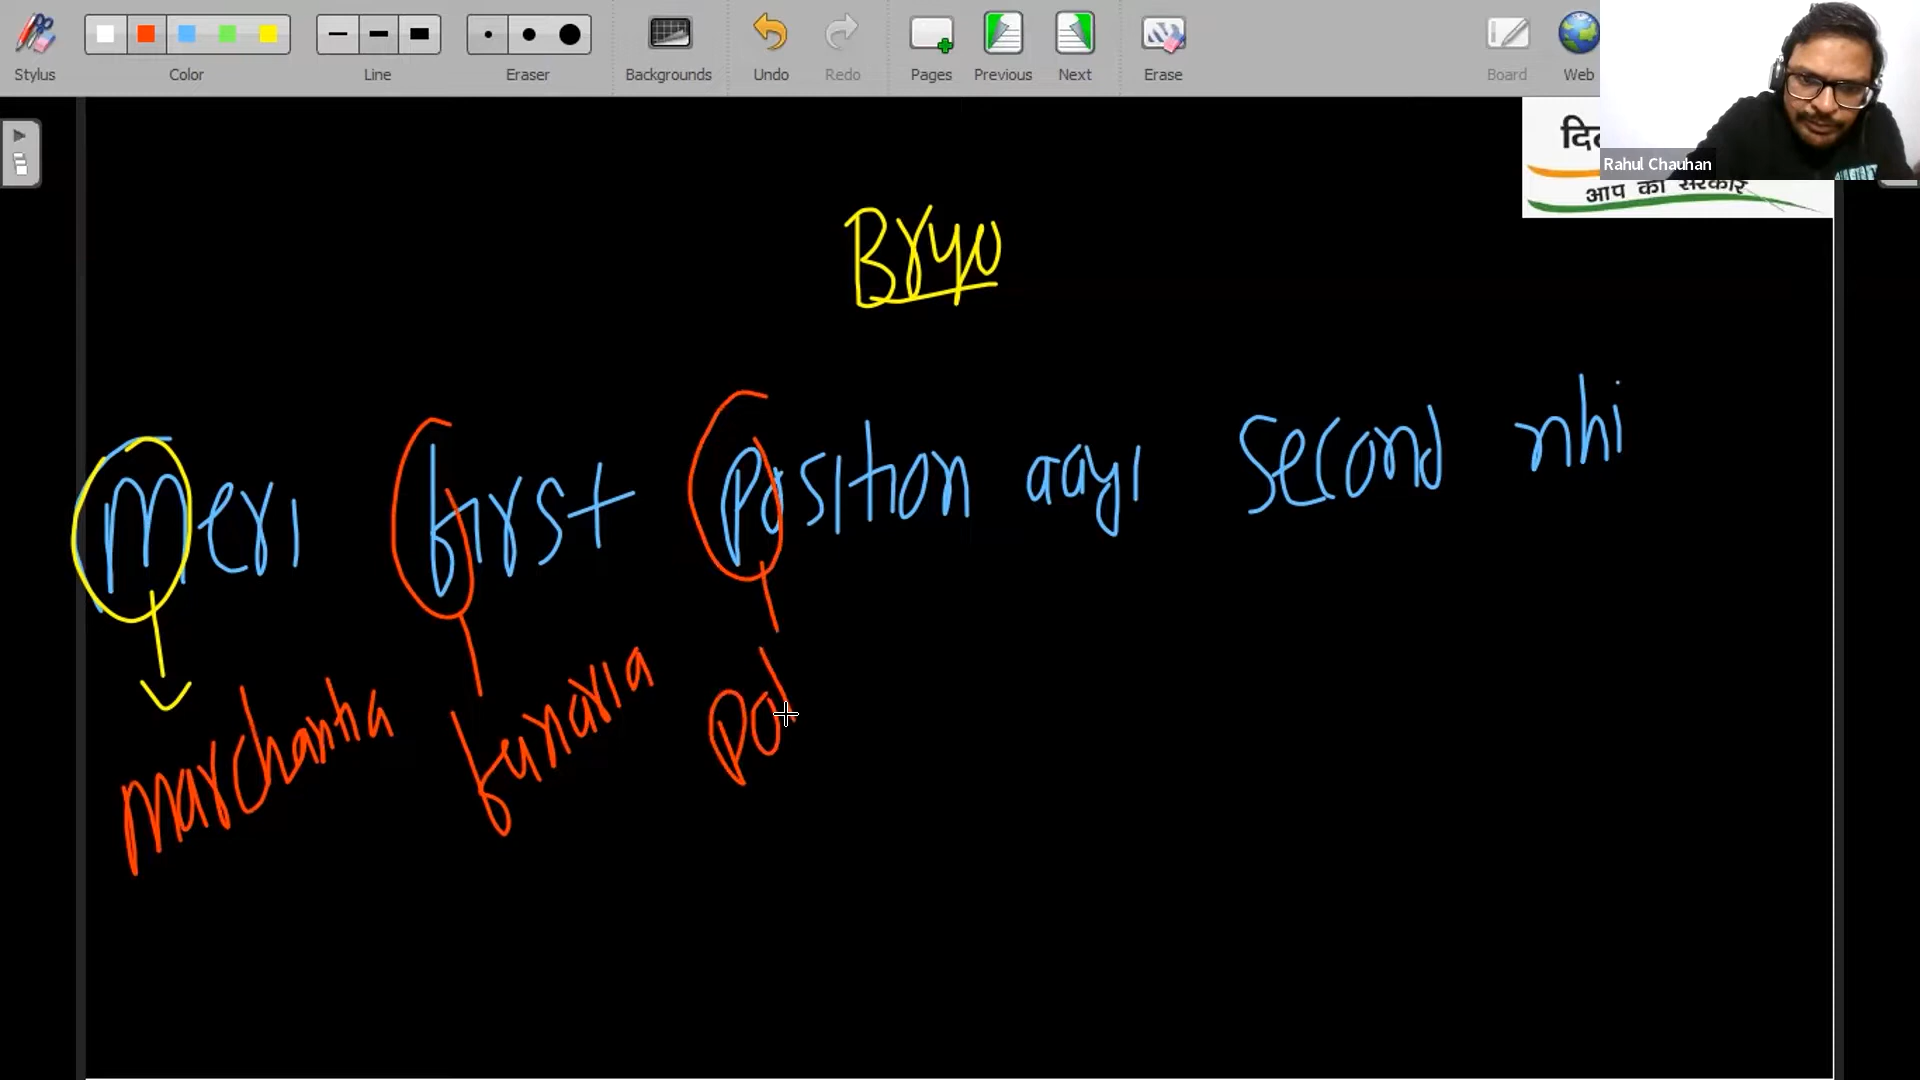 Stylus Color Line Eraser Backgrounds Undo Redo Pages Previous Next Erase Board Web
Rahul Chauhan
आप की सरकार
Bryo
Meri first Position aayi Second nhi
Marchantia funaria Pol